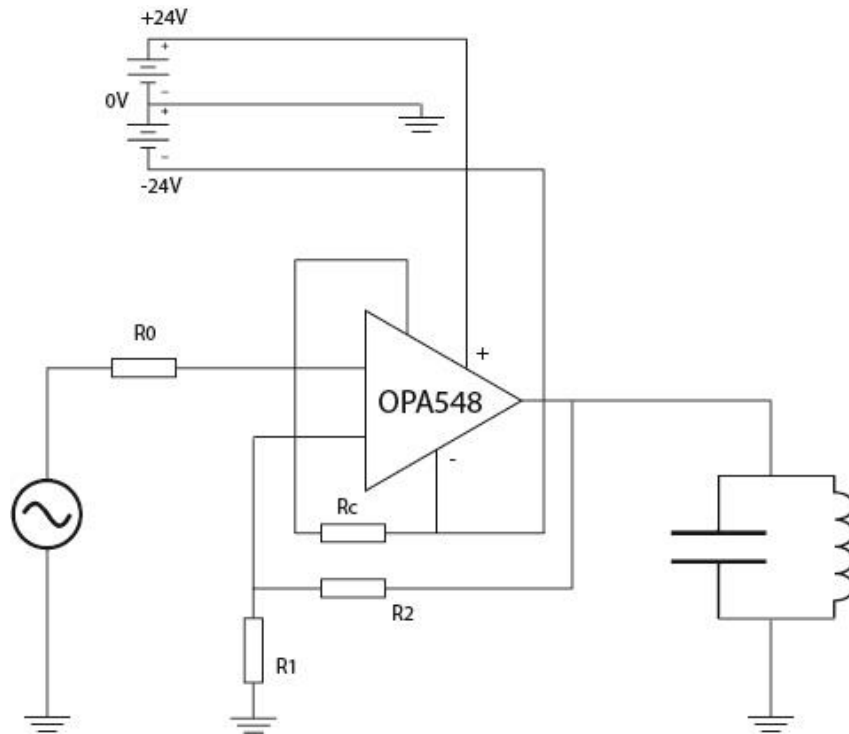 +24V
+
-
0V
+
-
-24V
R0
+
OPA548
-
Rc
R2
R1